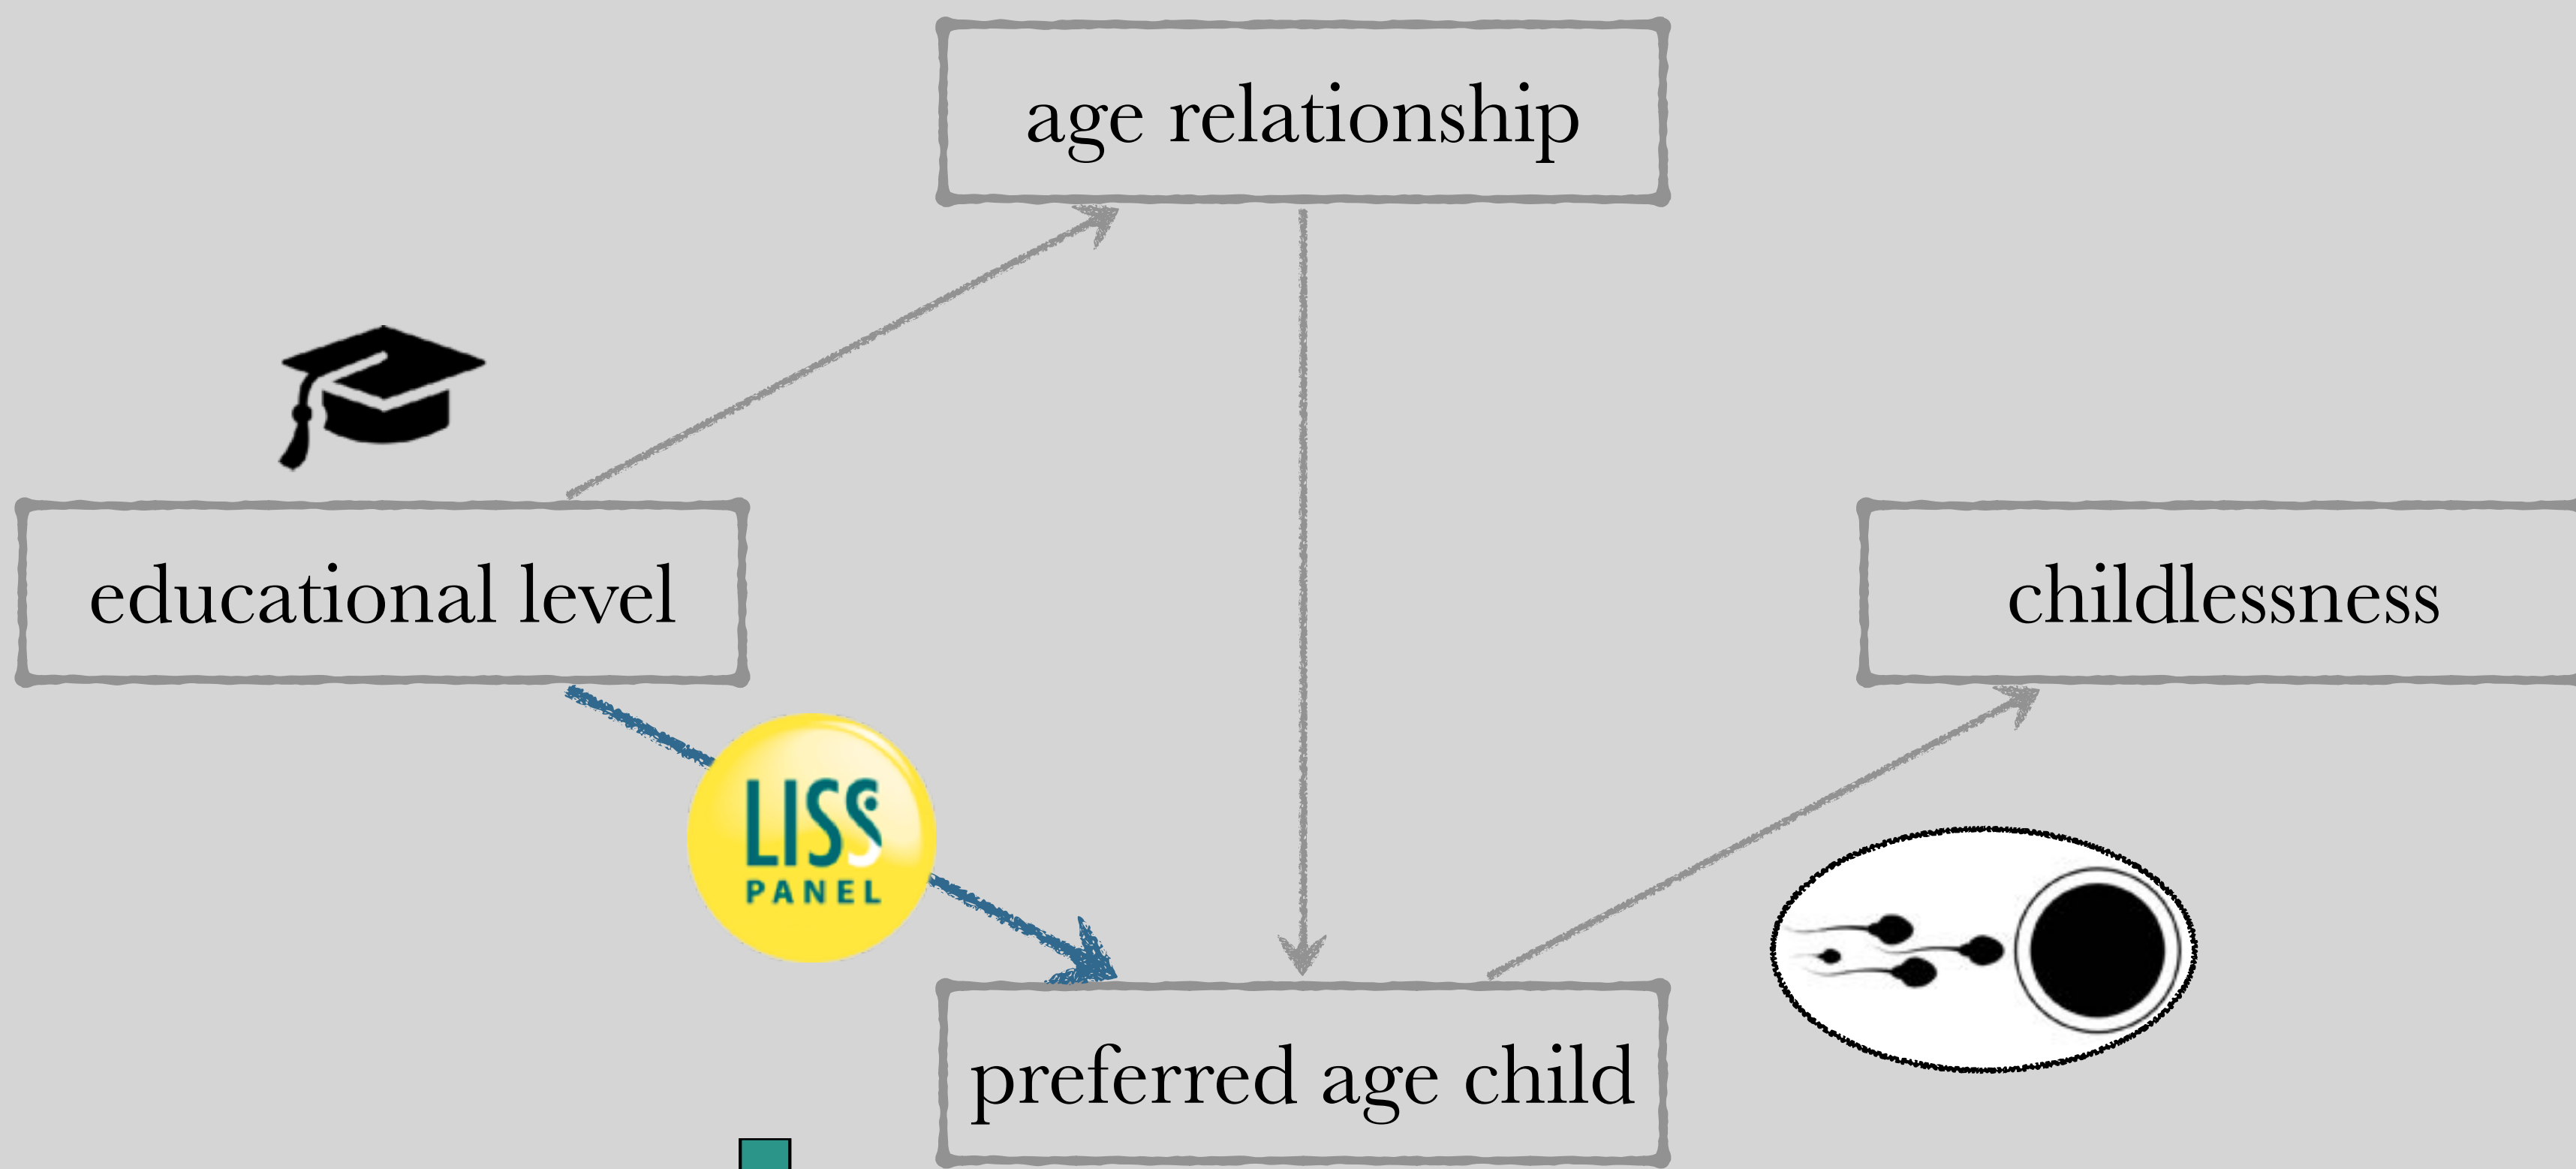 age relationship
educational level
childlessness
LISS
PANEL
preferred age child